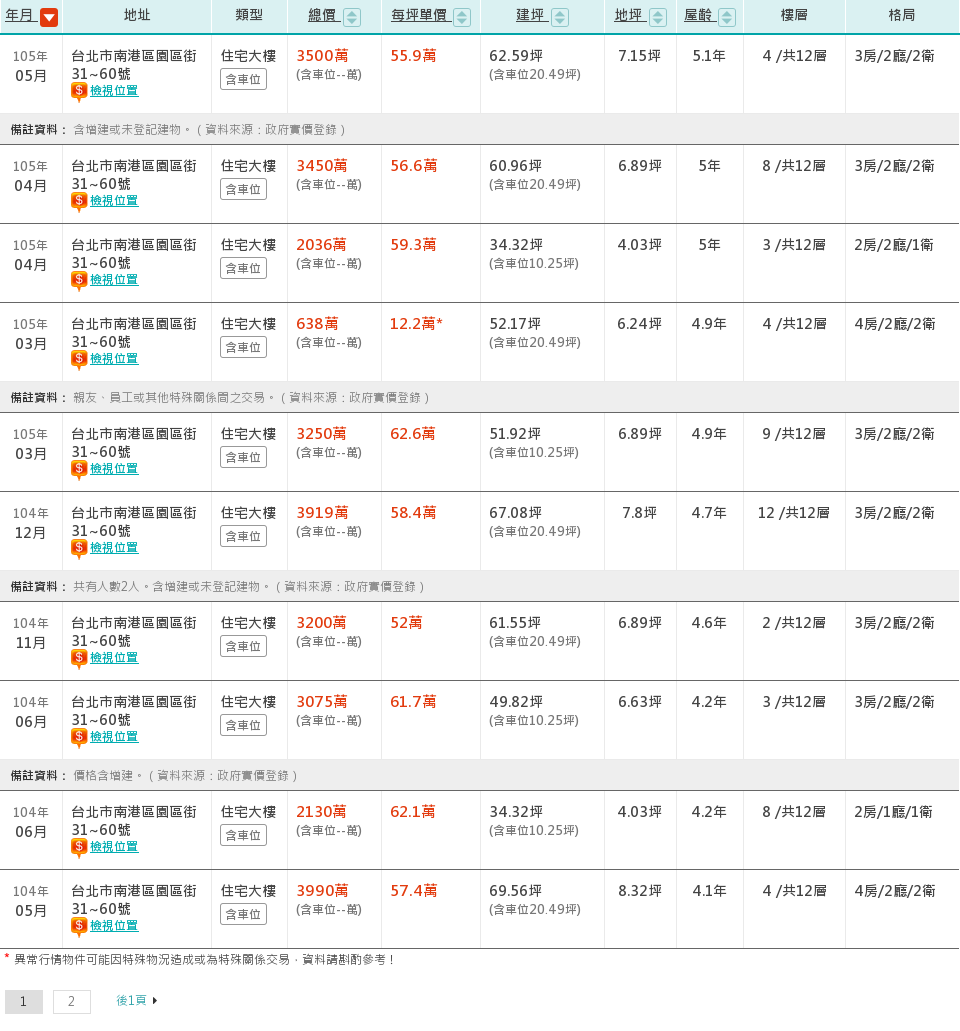 年月 地址 類型 總價 每坪單價 建坪 地坪 屋齡 樓層 格局
105年 台北市南港區園區街 住宅大樓 3500萬 55.9萬 62.59坪 7.15坪 5.1年 4 /共12層 3房/2廳/2衛
05月 31~60號 含車位 (含車位--萬) (含車位20.49坪)
$ 檢視位置
備註資料： 含增建或未登記建物。( 資料來源：政府實價登錄 )
105年 台北市南港區園區街 住宅大樓 3450萬 56.6萬 60.96坪 6.89坪 5年 8 /共12層 3房/2廳/2衛
04月 31~60號 含車位 (含車位--萬) (含車位20.49坪)
$ 檢視位置
105年 台北市南港區園區街 住宅大樓 2036萬 59.3萬 34.32坪 4.03坪 5年 3 /共12層 2房/2廳/1衛
04月 31~60號 含車位 (含車位--萬) (含車位10.25坪)
$ 檢視位置
105年 台北市南港區園區街 住宅大樓 638萬 12.2萬* 52.17坪 6.24坪 4.9年 4 /共12層 4房/2廳/2衛
03月 31~60號 含車位 (含車位--萬) (含車位20.49坪)
$ 檢視位置
備註資料： 親友、員工或其他特殊關係間之交易。( 資料來源：政府實價登錄 )
105年 台北市南港區園區街 住宅大樓 3250萬 62.6萬 51.92坪 6.89坪 4.9年 9 /共12層 3房/2廳/2衛
03月 31~60號 含車位 (含車位--萬) (含車位10.25坪)
$ 檢視位置
104年 台北市南港區園區街 住宅大樓 3919萬 58.4萬 67.08坪 7.8坪 4.7年 12 /共12層 3房/2廳/2衛
12月 31~60號 含車位 (含車位--萬) (含車位20.49坪)
$ 檢視位置
備註資料： 共有人數2人。含增建或未登記建物。( 資料來源：政府實價登錄 )
104年 台北市南港區園區街 住宅大樓 3200萬 52萬 61.55坪 6.89坪 4.6年 2 /共12層 3房/2廳/2衛
11月 31~60號 含車位 (含車位--萬) (含車位20.49坪)
$ 檢視位置
104年 台北市南港區園區街 住宅大樓 3075萬 61.7萬 49.82坪 6.63坪 4.2年 3 /共12層 3房/2廳/2衛
06月 31~60號 含車位 (含車位--萬) (含車位10.25坪)
$ 檢視位置
備註資料： 價格含增建。( 資料來源：政府實價登錄 )
104年 台北市南港區園區街 住宅大樓 2130萬 62.1萬 34.32坪 4.03坪 4.2年 8 /共12層 2房/1廳/1衛
06月 31~60號 含車位 (含車位--萬) (含車位10.25坪)
$ 檢視位置
104年 台北市南港區園區街 住宅大樓 3990萬 57.4萬 69.56坪 8.32坪 4.1年 4 /共12層 4房/2廳/2衛
05月 31~60號 含車位 (含車位--萬) (含車位20.49坪)
$ 檢視位置
* 異常行情物件可能因特殊物況造成或為特殊關係交易，資料請斟酌參考！
1 2 後1頁